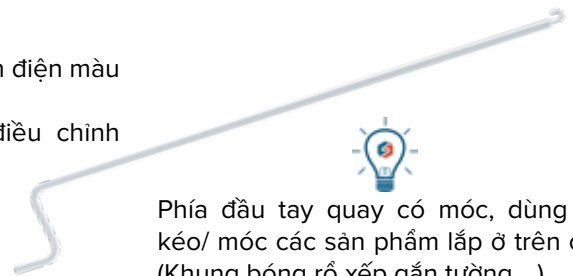 điện màu
điều chỉnh
Phía đầu tay quay có móc, dùng
kéo/ móc các sản phẩm lắp ở trên
(Khung bóng rổ xếp gắn tường...)